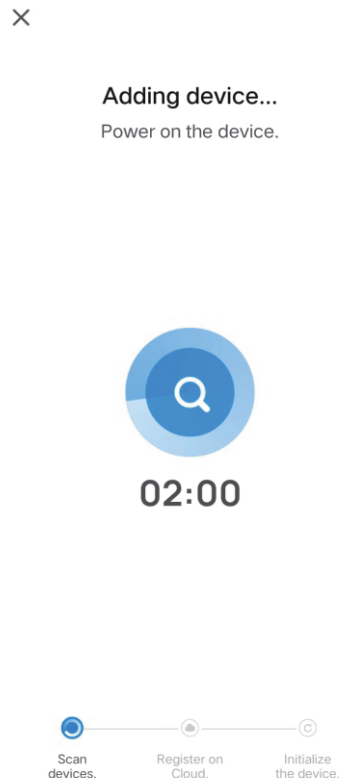 Adding device...
Power on the device.
02:00
Scan
devices.
Register on
Cloud.
Initialize
the device.